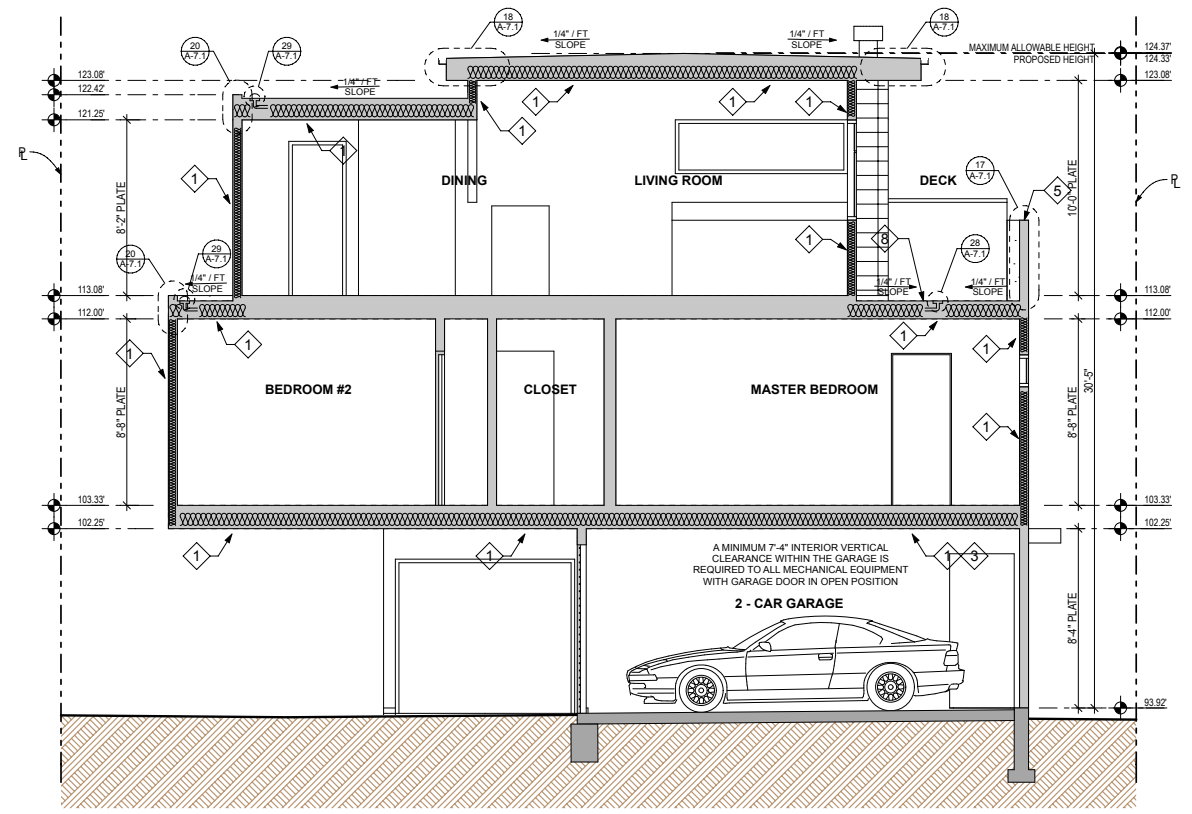 18
A-7.1
18
A-7.1
1/4" / FT
SLOPE
1/4" / FT
SLOPE
20
A-7.1
29
A-7.1
MAXIMUM ALLOWABLE HEIGHT
124.37'
PROPOSED HEIGHT
124.33'
123.08'
123.08'
122.42'
1/4" / FT
SLOPE
121.25'
1
1
1
1
1
PL
1
8'-2" PLATE
DINING
LIVING ROOM
DECK
17
A-7.1
5
10'-0" PLATE
PL
1
8
28
A-7.1
20
A-7.1
29
A-7.1
1/4" / FT
SLOPE
1/4" / FT
SLOPE
1/4" / FT
SLOPE
113.08'
113.08'
112.00'
112.00'
1
1
1
1
8'-8" PLATE
BEDROOM #2
CLOSET
MASTER BEDROOM
1
8'-8" PLATE
30'-5"
103.33'
103.33'
102.25'
102.25'
1
1
1
3
A MINIMUM 7'-4" INTERIOR VERTICAL
CLEARANCE WITHIN THE GARAGE IS
REQUIRED TO ALL MECHANICAL EQUIPMENT
WITH GARAGE DOOR IN OPEN POSITION
2 - CAR GARAGE
8'-4" PLATE
93.92'